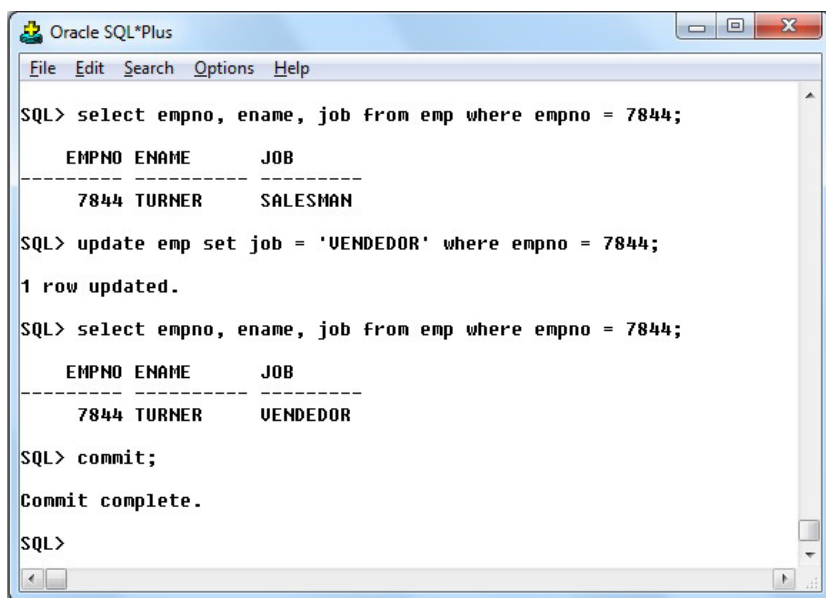 Oracle SQL*Plus
File Edit Search Options Help
SQL> select empno, ename, job from emp where empno = 7844;
EMPNO ENAME JOB
--------- ---------- ---------
7844 TURNER SALESMAN
SQL> update emp set job = 'VENDEDOR' where empno = 7844;
1 row updated.
SQL> select empno, ename, job from emp where empno = 7844;
EMPNO ENAME JOB
--------- ---------- ---------
7844 TURNER VENDEDOR
SQL> commit;
Commit complete.
SQL>